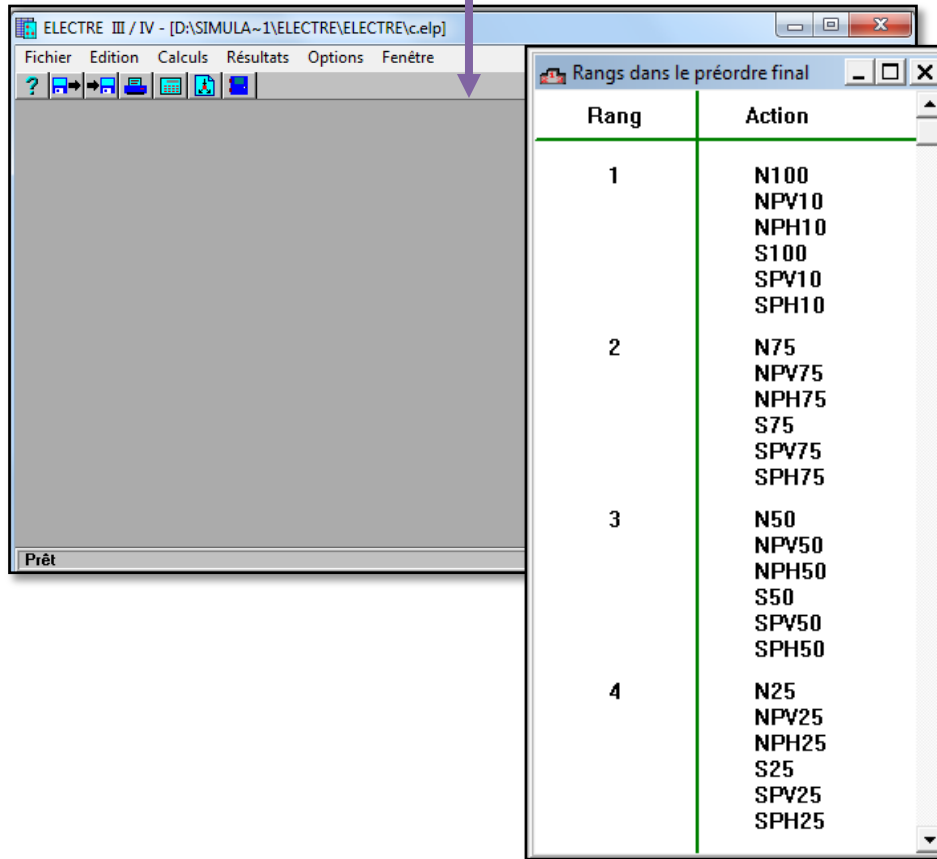 ELECTRE III / IV - [D:\SIMULA~1\ELECTRE\ELECTRE\c.elp]
Fichier Edition Calculs Résultats Options Fenêtre
?
Prêt
Rangs dans le préordre final
Rang Action
1 N100
NPV10
NPH10
S100
SPV10
SPH10
2 N75
NPV75
NPH75
S75
SPV75
SPH75
3 N50
NPV50
NPH50
S50
SPV50
SPH50
4 N25
NPV25
NPH25
S25
SPV25
SPH25